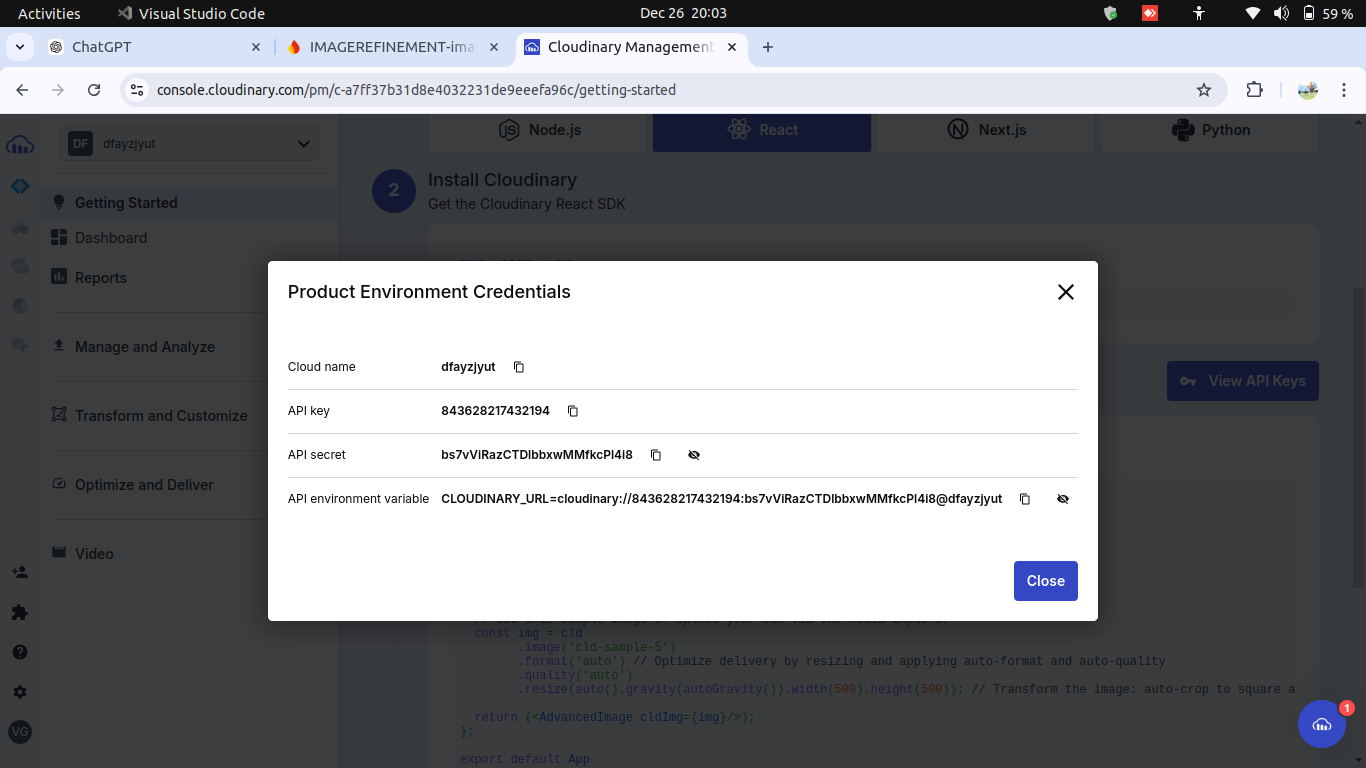 Activities
Visual Studio Code
Dec 26 20:03
59 %
ChatGPT
IMAGEREFINEMENT-ima
Cloudinary Management
console.cloudinary.com/pm/c-a7ff37b31d8e4032231de9eeefa96c/getting-started
DF dfayzjyut
Getting Started
Dashboard
Reports
Manage and Analyze
Transform and Customize
Optimize and Deliver
Video
VG
Node.js
React
Next.js
Python
2
Install Cloudinary
Get the Cloudinary React SDK
View API Keys
Product Environment Credentials
Cloud name dfayzjyut
API key 843628217432194
API secret
API environment variable
Close
const img = cld
.image('cld-sample-5')
.format('auto') // Optimize delivery by resizing and applying auto-format and auto-quality
.quality('auto')
.resize(auto().gravity(autoGravity()).width(500).height(500)); // Transform the image: auto-crop to square a
return (<AdvancedImage cldImg={img}/>);
};
export default App
1